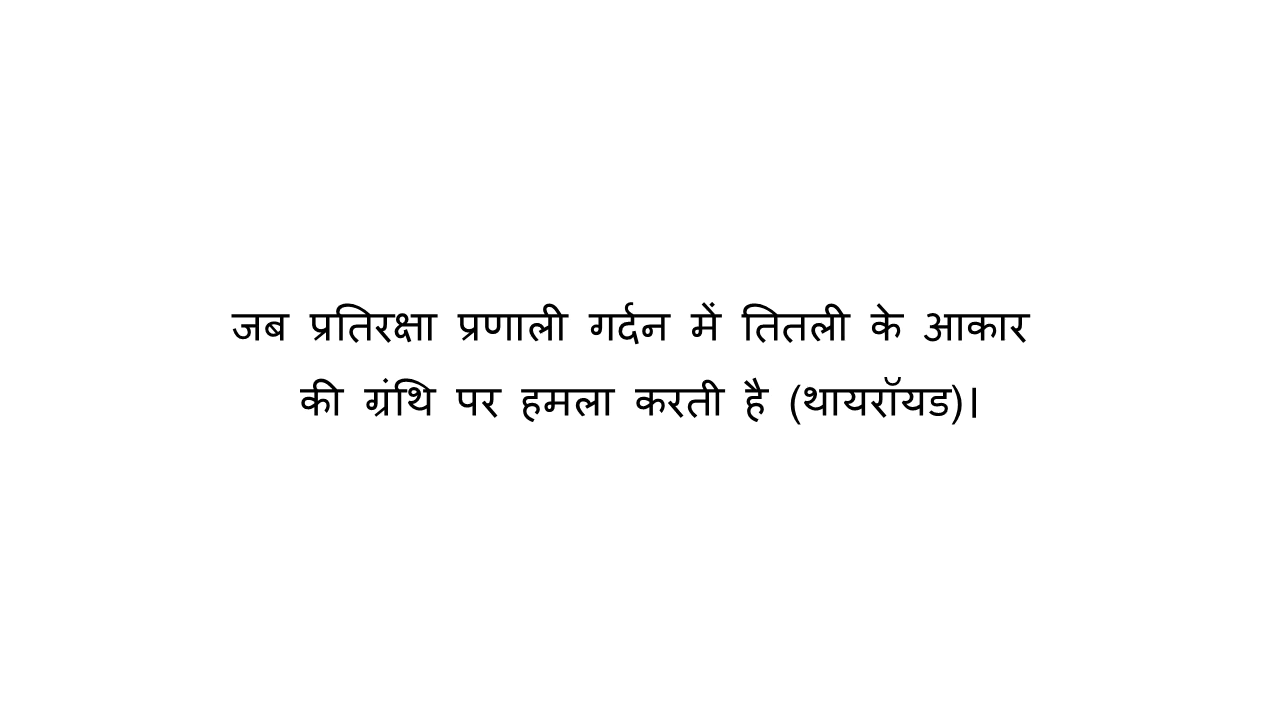 जब प्रतिरक्षा प्रणाली गर्दन में तितली के आकार
की ग्रंथि पर हमला करती है (थायरॉयड)।